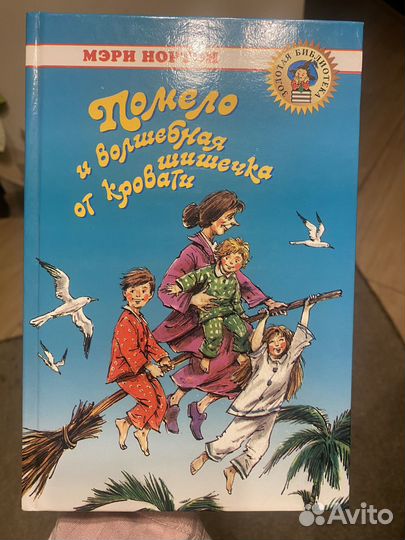 МЭРИ НОРТОН
ЗОЛОТАЯ БИБЛИОТЕКА
Помело
и волшебная
шишечка
от кровати
Avito